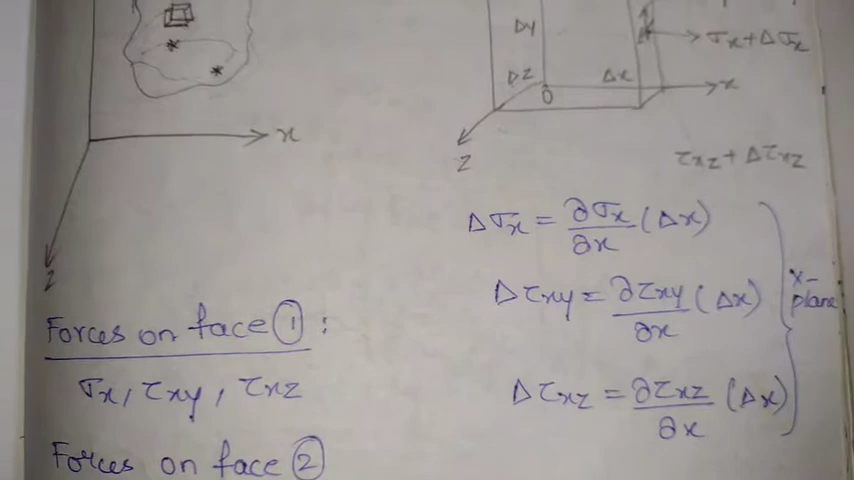 Δy
σx + Δσx
Δz
Δx
x
0
x
z
τxz + Δτxz
z
Δσx = ∂σx/∂x (Δx)
Δτxy = ∂τxy/∂x (Δx)
x-
plane
Δτxz = ∂τxz/∂x (Δx)
Forces on face ① :
σx, τxy, τxz
Forces on face ②